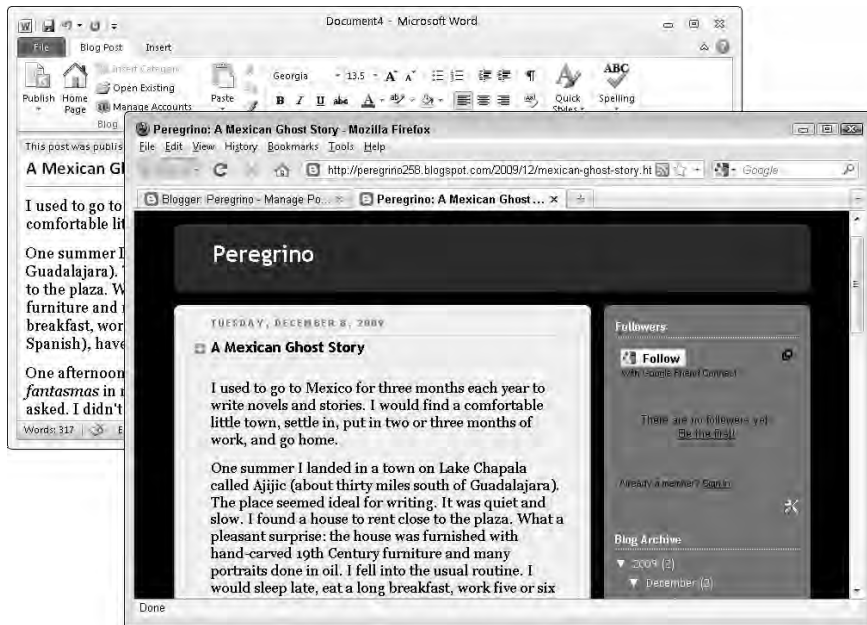 Document4 - Microsoft Word
File Blog Post Insert
Insert Category
Open Existing
Manage Accounts
Publish Home Page
Blog
Paste
Georgia 13.5
B I U abc
Quick Styles
ABC
Spelling
This post was publis
A Mexican Gh
I used to go to
comfortable lit
One summer I
Guadalajara). T
to the plaza. W
furniture and
breakfast, wor
Spanish), have
One afternoon
fantasmas in
asked. I didn't
Words: 317
Peregrino: A Mexican Ghost Story - Mozilla Firefox
File Edit View History Bookmarks Tools Help
http://peregrino258.blogspot.com/2009/12/mexican-ghost-story.ht
Google
Blogger: Peregrino - Manage Po...
Peregrino: A Mexican Ghost ...
Peregrino
TUESDAY, DECEMBER 8, 2009
A Mexican Ghost Story
I used to go to Mexico for three months each year to
write novels and stories. I would find a comfortable
little town, settle in, put in two or three months of
work, and go home.
One summer I landed in a town on Lake Chapala
called Ajijic (about thirty miles south of Guadalajara).
The place seemed ideal for writing. It was quiet and
slow. I found a house to rent close to the plaza. What a
pleasant surprise: the house was furnished with
hand-carved 19th Century furniture and many
portraits done in oil. I fell into the usual routine. I
would sleep late, eat a long breakfast, work five or six
Followers
Follow
with Google Friend Connect
There are no followers yet.
Be the first!
Already a member? Sign in
Blog Archive
▼ 2009 (2)
▼ December (2)
Done